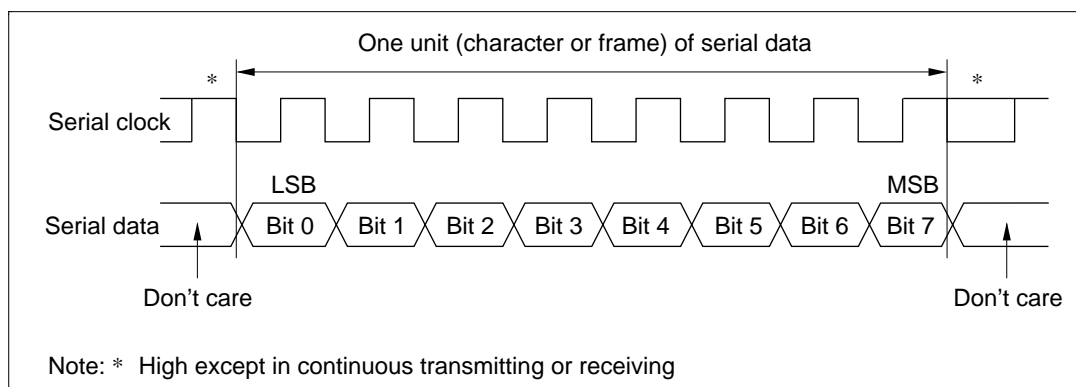 One unit (character or frame) of serial data
* *
Serial clock
LSB MSB
Serial data Bit 0 Bit 1 Bit 2 Bit 3 Bit 4 Bit 5 Bit 6 Bit 7
Don’t care Don’t care
Note: * High except in continuous transmitting or receiving